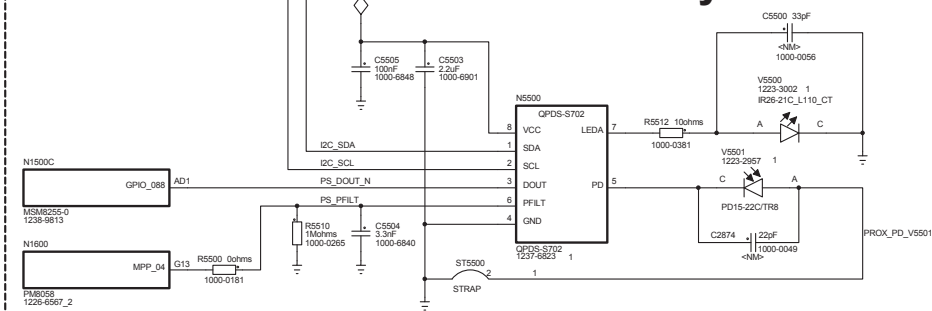 C5500 33pF
<NM>
1000-0056
C5505
100nF
1000-6848
C5503
2.2uF
1000-6901
V5500
1223-3002 1
IR26-21C_L110_CT
A C
N5500
QPDS-S702
8 VCC LEDA 7
1 SDA
2 SCL
3 DOUT PD 5
6 PFILT
4 GND
QPDS-S702
1237-6823 1
R5512 10ohms
1000-0381
I2C_SDA
I2C_SCL
PS_DOUT_N
PS_PFILT
V5501
1223-2957 1
C A
PD15-22C/TR8
C2874 22pF
1000-0049
<NM>
PROX_PD_V5501
N1500C
GPIO_088 AD1
MSM8255-0
1238-9813
N1600
MPP_04 G13
PM8058
1226-6567_2
R5500 0ohms
1000-0181
R5510
1Mohms
1000-0265
C5504
3.3nF
1000-6840
ST5500
2 1
STRAP